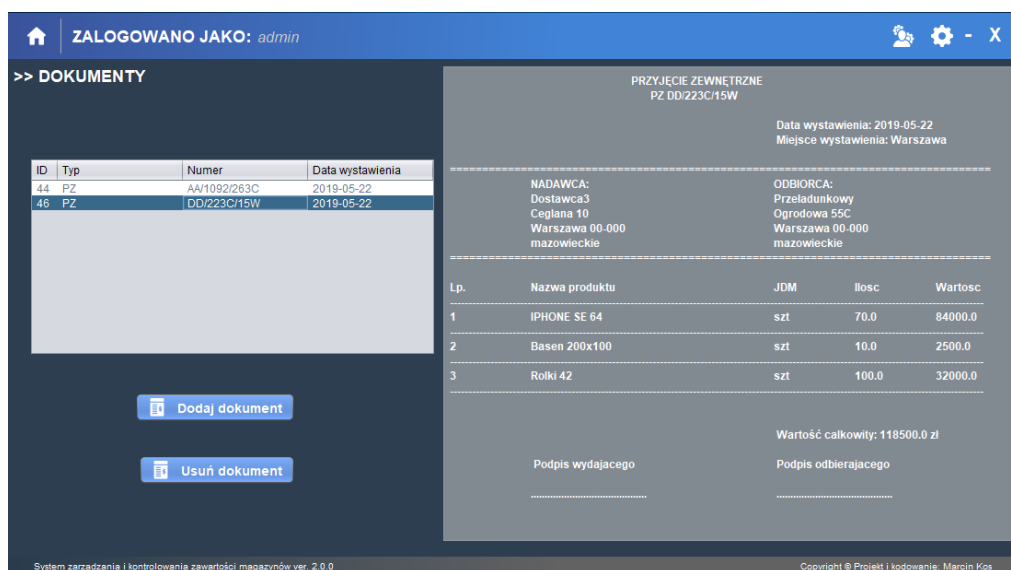 ZALOGOWANO JAKO: admin
- X
>> DOKUMENTY
ID Typ Numer Data wystawienia
44 PZ AA/1092/263C 2019-05-22
46 PZ DD/223C/15W 2019-05-22
Dodaj dokument
Usuń dokument
PRZYJĘCIE ZEWNĘTRZNE
PZ DD/223C/15W
Data wystawienia: 2019-05-22
Miejsce wystawienia: Warszawa
NADAWCA: ODBIORCA:
Dostawca3 Przeladunkowy
Ceglana 10 Ogrodowa 55C
Warszawa 00-000 Warszawa 00-000
mazowieckie mazowieckie
Lp. Nazwa produktu JDM Ilosc Wartosc
1 IPHONE SE 64 szt 70.0 84000.0
2 Basen 200x100 szt 10.0 2500.0
3 Rolki 42 szt 100.0 32000.0
Wartość calkowity: 118500.0 zł
Podpis wydajacego Podpis odbierajacego
System zarządzania i kontrolowania zawartości magazynów ver. 2.0.0
Copyright © Projekt i kodowanie: Marcin Kos